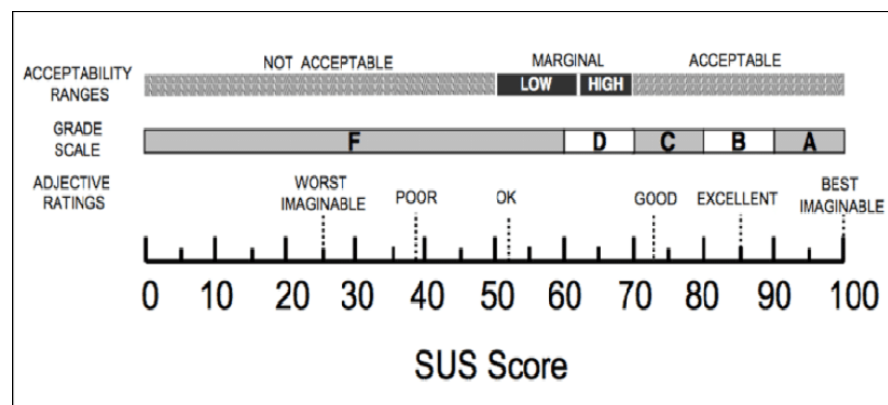 NOT ACCEPTABLE MARGINAL ACCEPTABLE
ACCEPTABILITY
RANGES
LOW HIGH
GRADE
SCALE
F D C B A
ADJECTIVE
RATINGS
WORST
IMAGINABLE
POOR
OK
GOOD
EXCELLENT
BEST
IMAGINABLE
0 10 20 30 40 50 60 70 80 90 100
SUS Score